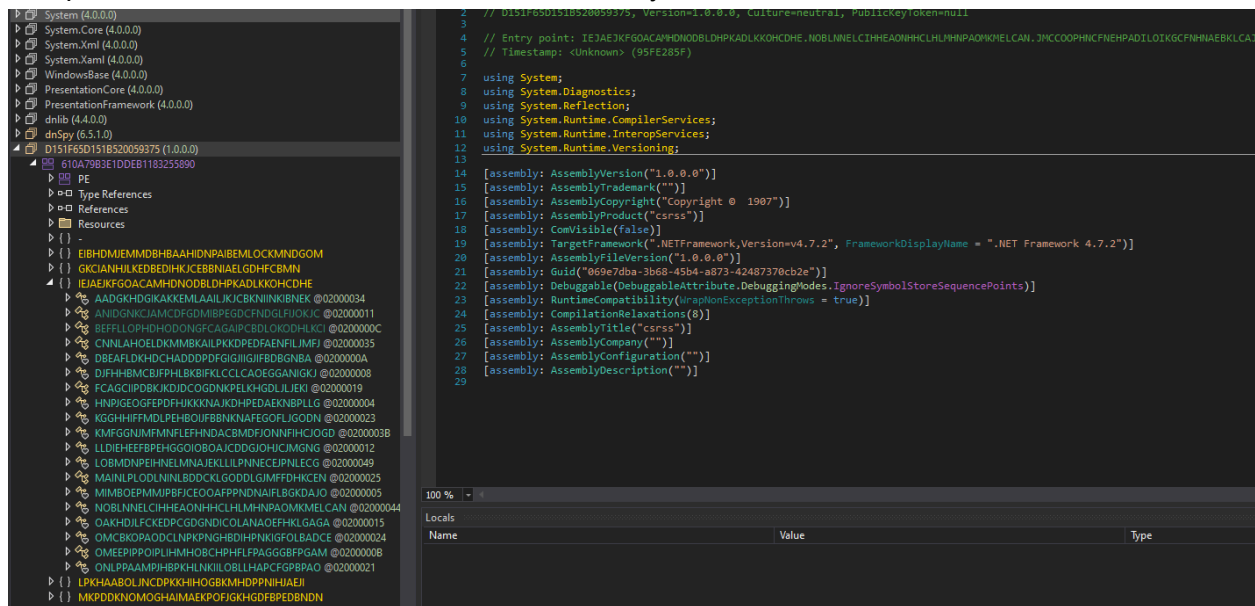 System (4.0.0.0)
System.Core (4.0.0.0)
System.Xml (4.0.0.0)
System.Xaml (4.0.0.0)
WindowsBase (4.0.0.0)
PresentationCore (4.0.0.0)
PresentationFramework (4.0.0.0)
dnlib (4.4.0.0)
dnSpy (6.5.1.0)
D151F65D151B520059375 (1.0.0.0)
610A79B3E1DDEB1183255890
PE
Type References
References
Resources
{ } -
{ } EIBHDMJEMMDBHBAAHIDNPAIBEMLOCKMNDGOM
{ } GKCIANHJLKEDBEDIHKJCEBBNIAELGDHFCBMN
{ } IEJAEJKFGOACAMHDNODBLDHPKADLKKOHCDHE
AADGKHDGIKAKKEMLAAILJKJCBKNIINKIBNEK @02000034
ANIDGNKCJAMCDFGDMIBPEGDCFNDGLFIJOKJC @02000011
BEFFLLOPHDHODONGFCAGAIPCBDLOKODHLKCI @0200000C
CNNLAHOELDKMMBKAILPKKDPEDFAENFILJMFJ @02000035
DBEAFLDKHDCHADDDPDFGIGJIIGJIFBDBGNBA @0200000A
DJFHHBMCBJFPHLBKBIFKLCCLCAOEGGANIGKJ @02000008
FCAGCIIPDBKJKDJDCOGDNKPELKHGDLJLJEKI @02000019
HNPJGEOGFEPDFHJKKKNAJKDHPEDAEKNBPLLG @02000004
KGGHHIFFMDLPEHBOIJFBBNKNAFEGOFLJGODN @02000023
KMFGGNJMFMNFLEFHNDACBMDFJONNFIHCJOGD @0200003B
LLDIEHEEFBPEHGGOIOBOAJCDDGJOHJCJMGNG @02000012
LOBMDNPEIHNELMNAJEKLLILPNNECEJPNLECG @02000049
MAINLPLODLNINLBDDCKLGODDLGJMFFDHKCEN @02000025
MIMBOEPMMJPBFJCEOOAFPPNDNAIFLBGKDAJO @02000005
NOBLNNELCIHHEAONHHCLHLMHNPAOMKMELCAN @02000044
OAKHDJLFCKEDPCGDGNDICOLANAOEFHKLGAGA @02000015
OMCBKOPAODCLNPKPNGHBDIHPNKIGFOLBADCE @02000024
OMEEPIPPOIPLIHMHOBCHPHFLFPAGGGBFPGAM @0200000B
ONLPPAAMPJHBPKHLNKIILOBLLHAPCFGPBPAO @02000021
{ } LPKHAABOLJNCDPKKHIHOGBKMHDPPNIHJAEJI
{ } MKPDDKNOMOGHAIMAEKPOFJGKHGDFBPEDBNDN
2 // D151F65D151B520059375, Version=1.0.0.0, Culture=neutral, PublicKeyToken=null
3
4 // Entry point: IEJAEJKFGOACAMHDNODBLDHPKADLKKOHCDHE.NOBLNNELCIHHEAONHHCLHLMHNPAOMKMELCAN.JMCCOOPHNCFNEHPADILOIKGCFNHNAEBKLCAI
5 // Timestamp: <Unknown> (95FE285F)
6
7 using System;
8 using System.Diagnostics;
9 using System.Reflection;
10 using System.Runtime.CompilerServices;
11 using System.Runtime.InteropServices;
12 using System.Runtime.Versioning;
13
14 [assembly: AssemblyVersion("1.0.0.0")]
15 [assembly: AssemblyTrademark("")]
16 [assembly: AssemblyCopyright("Copyright © 1907")]
17 [assembly: AssemblyProduct("csrss")]
18 [assembly: ComVisible(false)]
19 [assembly: TargetFramework(".NETFramework,Version=v4.7.2", FrameworkDisplayName = ".NET Framework 4.7.2")]
20 [assembly: AssemblyFileVersion("1.0.0.0")]
21 [assembly: Guid("069e7dba-3b68-45b4-a873-42487370cb2e")]
22 [assembly: Debuggable(DebuggableAttribute.DebuggingModes.IgnoreSymbolStoreSequencePoints)]
23 [assembly: RuntimeCompatibility(WrapNonExceptionThrows = true)]
24 [assembly: CompilationRelaxations(8)]
25 [assembly: AssemblyTitle("csrss")]
26 [assembly: AssemblyCompany("")]
27 [assembly: AssemblyConfiguration("")]
28 [assembly: AssemblyDescription("")]
29
100 %
Locals
Name Value Type